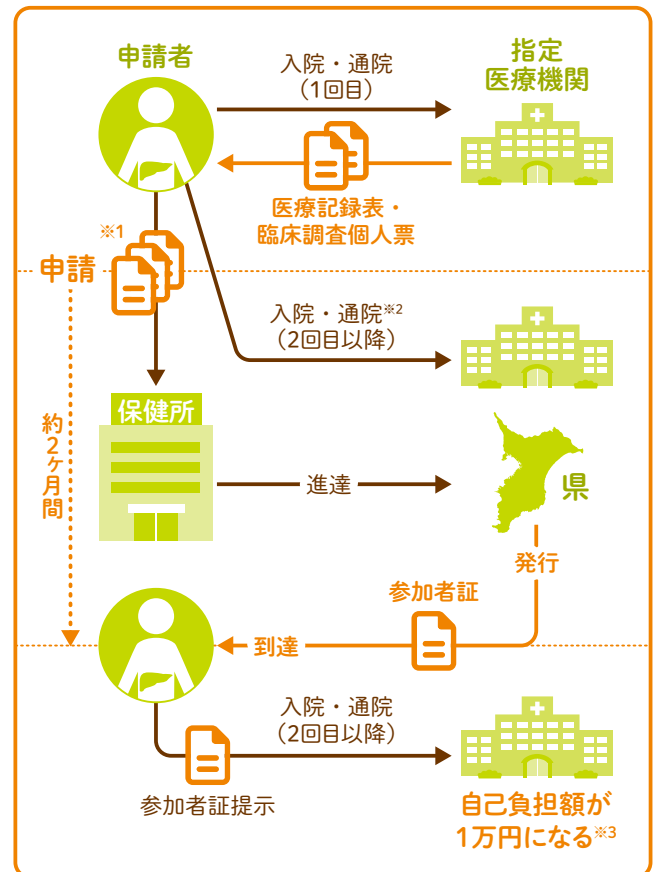 申請者
入院・通院
（1回目）
指定
医療機関
医療記録表・
臨床調査個人票
※1
申請
入院・通院※2
（2回目以降）
約2ヶ月間
保健所
進達
県
発行
参加者証
到達
入院・通院
（2回目以降）
参加者証提示
自己負担額が
1万円になる※3